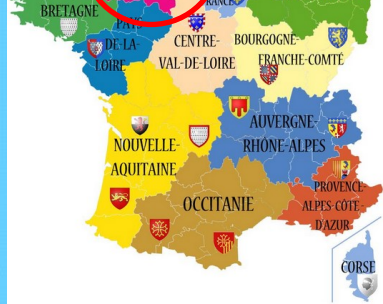 BRETAGNE
PAYS
DE-LA-
LOIRE
FRANCE
CENTRE-
VAL-DE-LOIRE
BOURGOGNE-
FRANCHE-COMTÉ
NOUVELLE-
AQUITAINE
AUVERGNE-
RHÔNE-ALPES
OCCITANIE
PROVENCE-
ALPES-CÔTE-
D'AZUR
CORSE